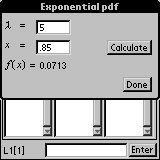 Exponential pdf
λ = 5
x = .85
Calculate
f(x) = 0.0713
Done
L1[1]
Enter